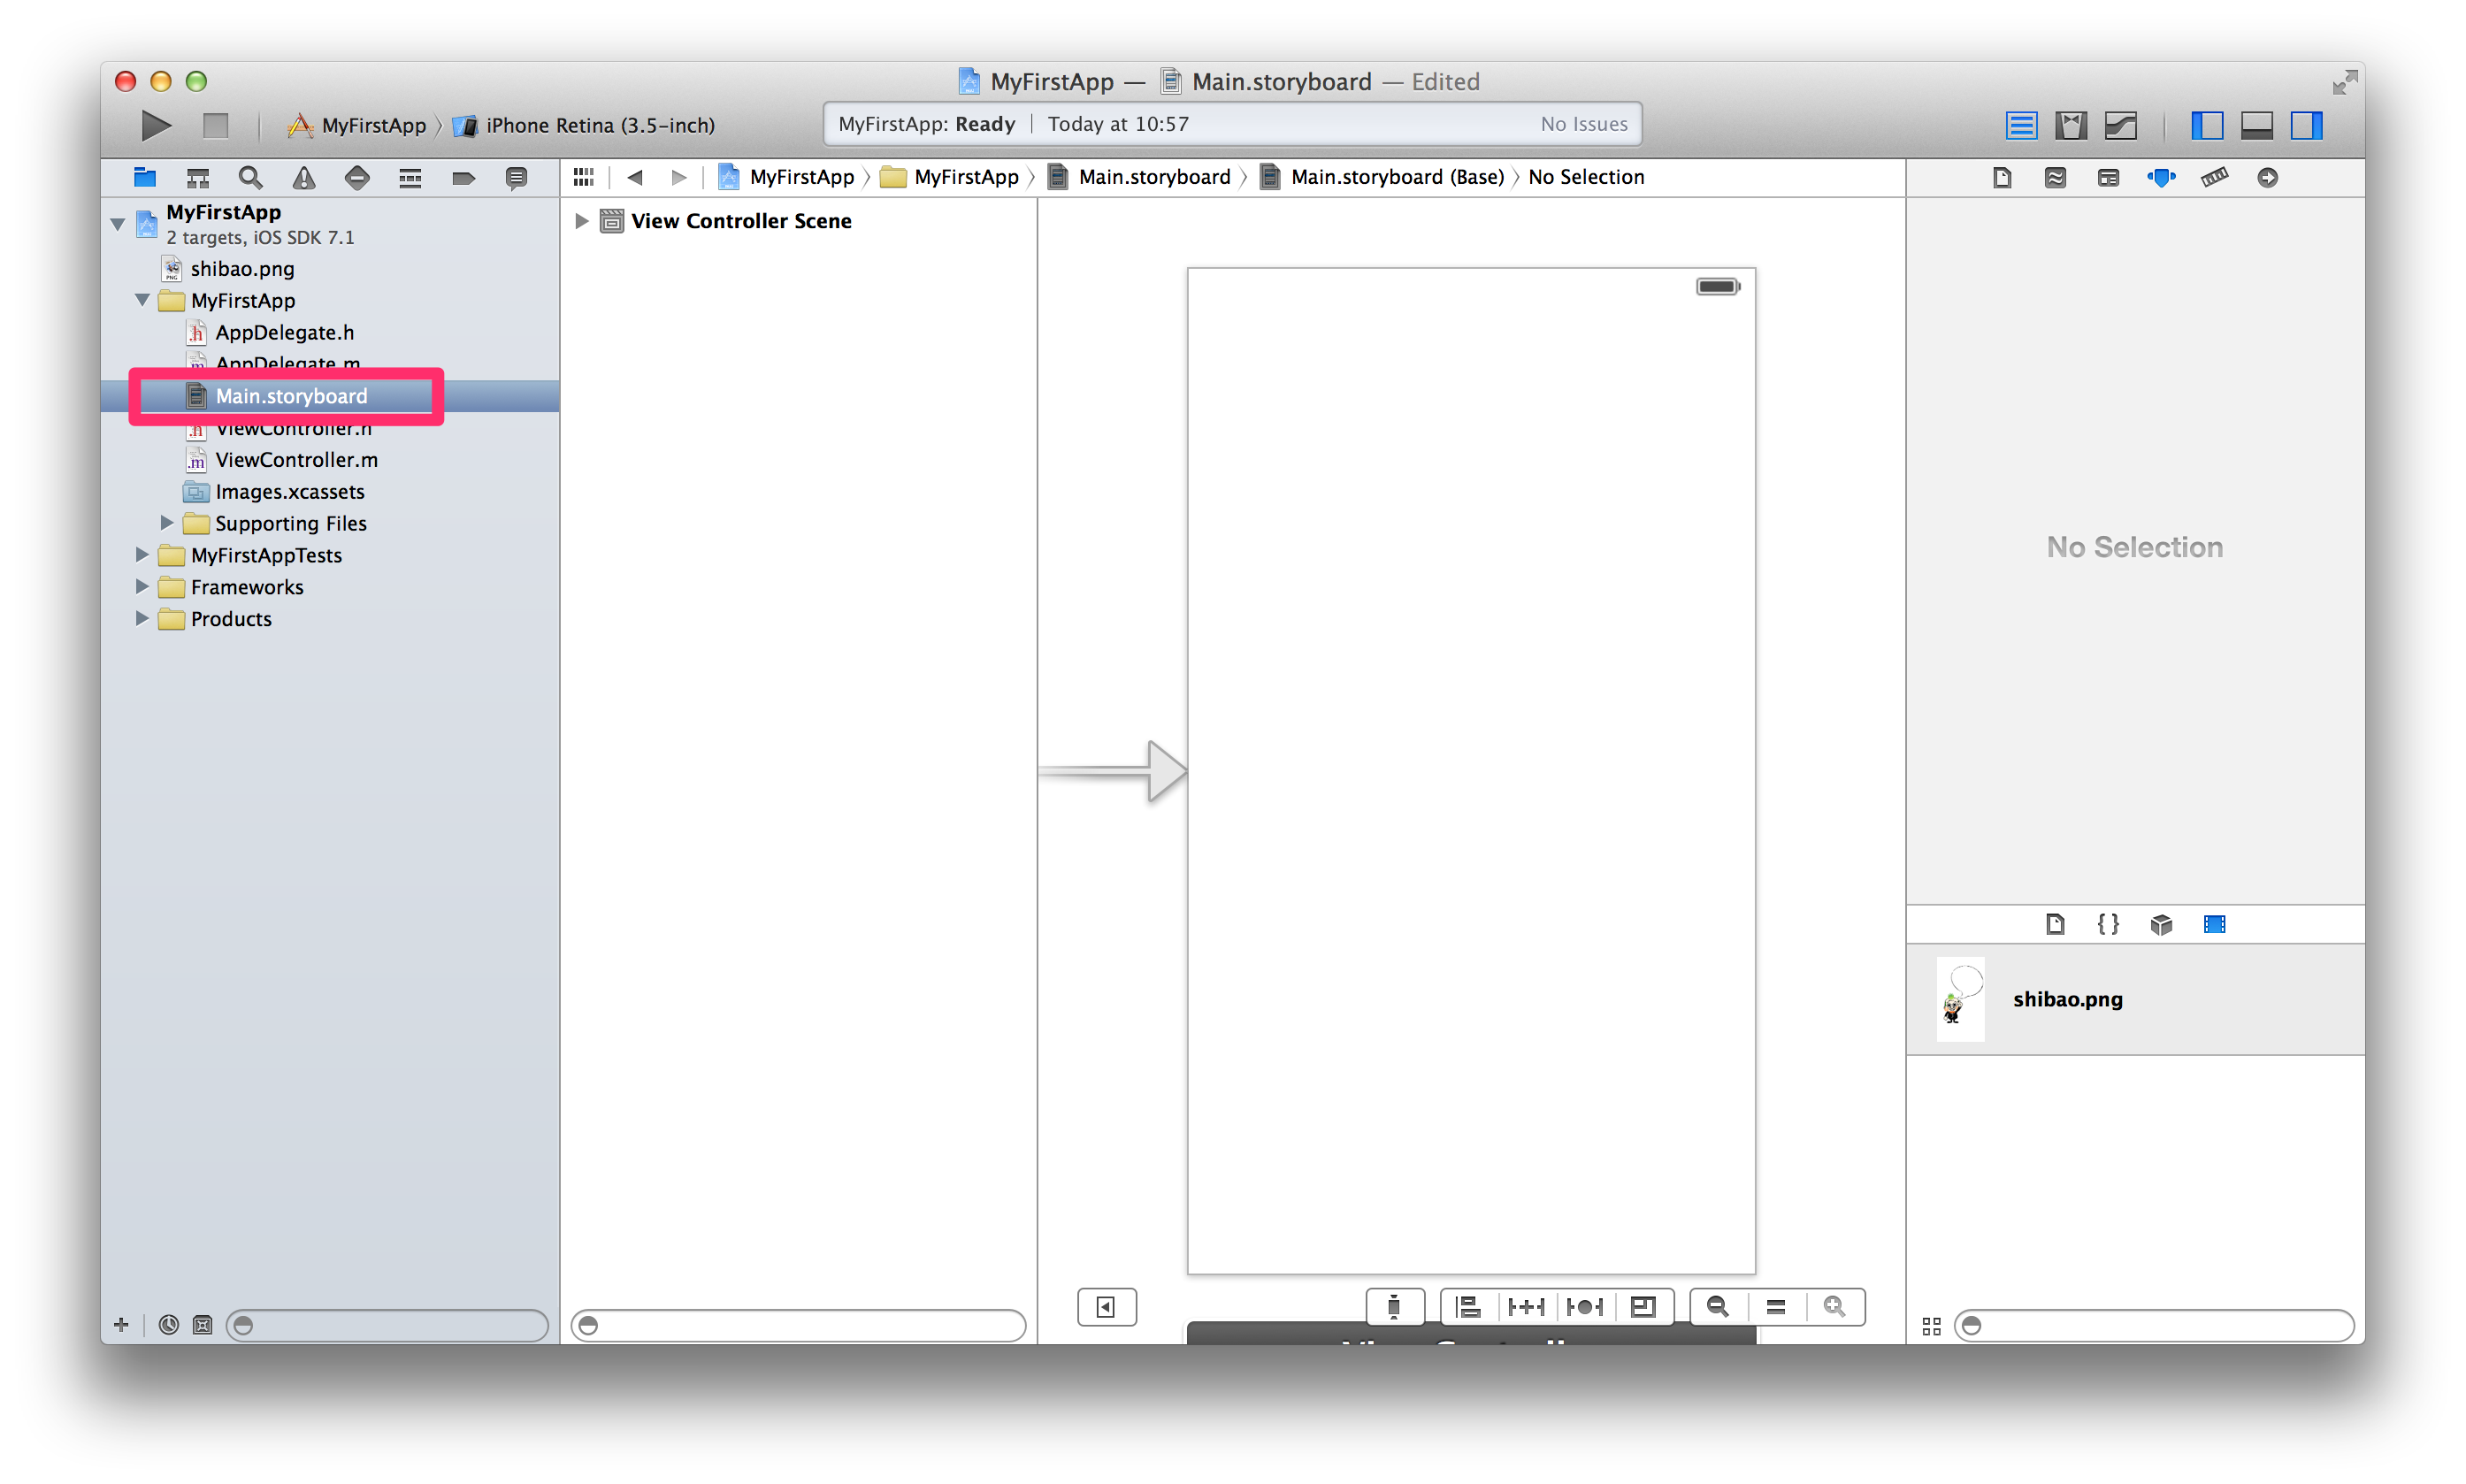 MyFirstApp — Main.storyboard — Edited
MyFirstApp iPhone Retina (3.5-inch)
MyFirstApp: Ready Today at 10:57 No Issues
MyFirstApp MyFirstApp Main.storyboard Main.storyboard (Base) No Selection
MyFirstApp
2 targets, iOS SDK 7.1
shibao.png
MyFirstApp
AppDelegate.h
AppDelegate.m
Main.storyboard
ViewController.h
ViewController.m
Images.xcassets
Supporting Files
MyFirstAppTests
Frameworks
Products
View Controller Scene
No Selection
shibao.png